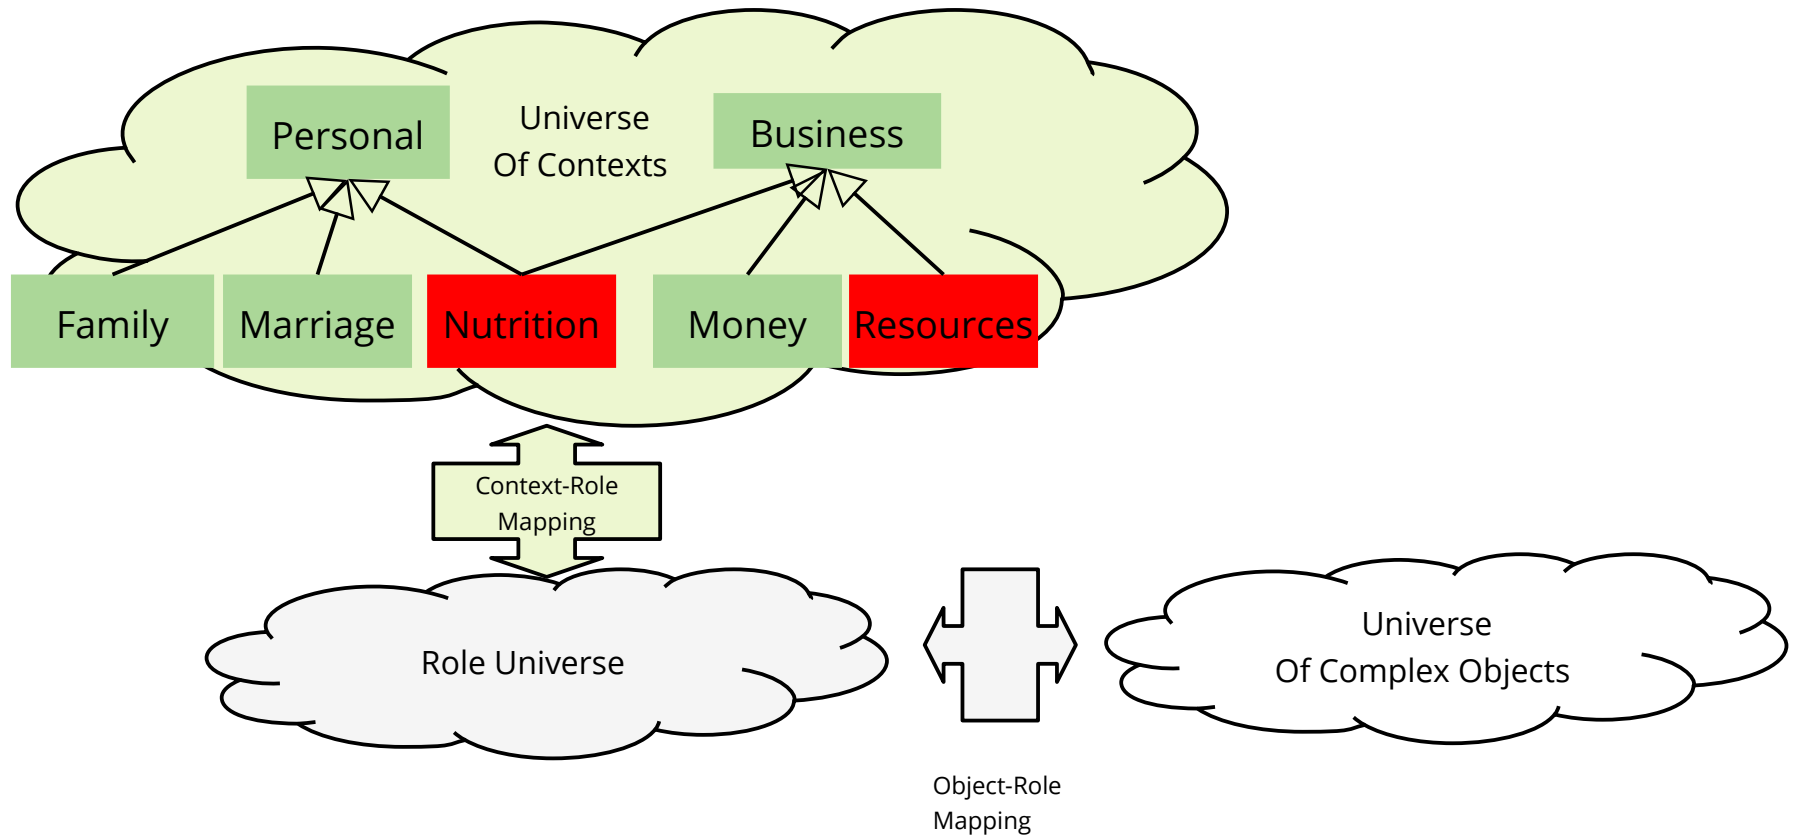 Universe
Of Contexts
Personal
Business
Family
Marriage
Nutrition
Money
Resources
Context-Role
Mapping
Role Universe
Universe
Of Complex Objects
Object-Role
Mapping